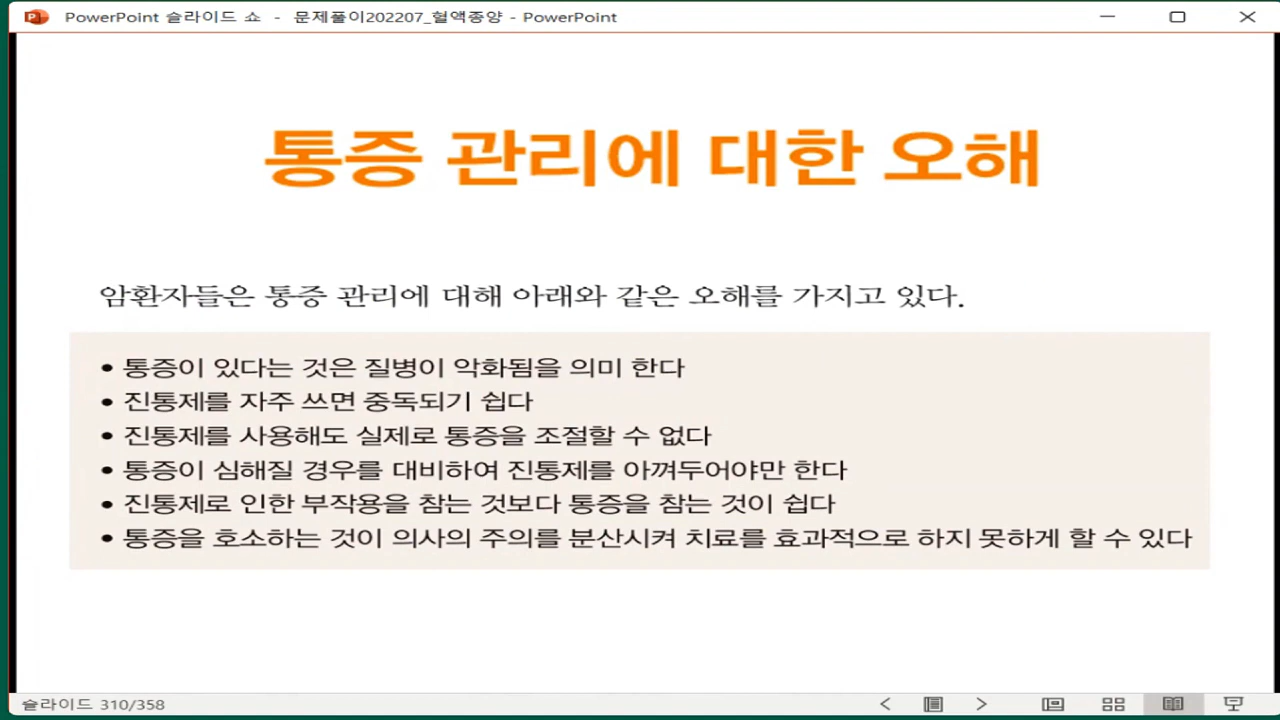 PowerPoint 슬라이드 쇼 - 문제풀이202207_혈액종양 - PowerPoint
통증 관리에 대한 오해
암환자들은 통증 관리에 대해 아래와 같은 오해를 가지고 있다.
• 통증이 있다는 것은 질병이 악화됨을 의미 한다
• 진통제를 자주 쓰면 중독되기 쉽다
• 진통제를 사용해도 실제로 통증을 조절할 수 없다
• 통증이 심해질 경우를 대비하여 진통제를 아껴두어야만 한다
• 진통제로 인한 부작용을 참는 것보다 통증을 참는 것이 쉽다
• 통증을 호소하는 것이 의사의 주의를 분산시켜 치료를 효과적으로 하지 못하게 할 수 있다
슬라이드 310/358